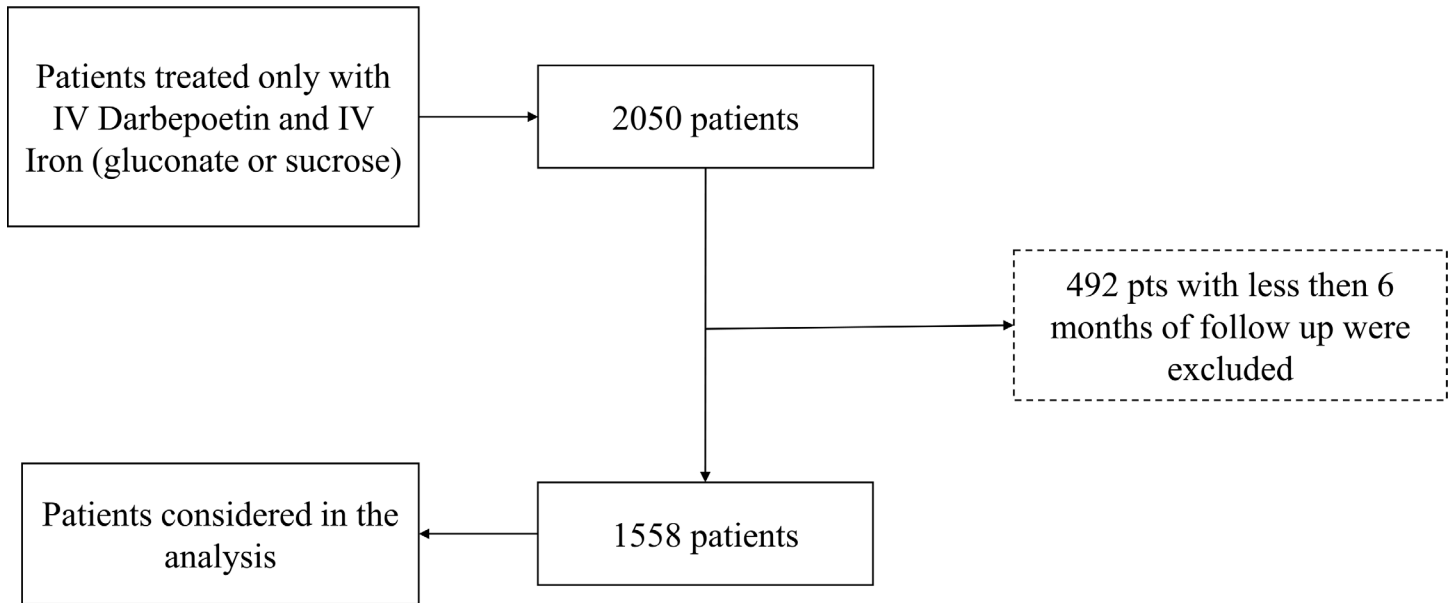 Patients treated only with
IV Darbepoetin and IV
Iron (gluconate or sucrose)
2050 patients
492 pts with less then 6
months of follow up were
excluded
Patients considered in the
analysis
1558 patients